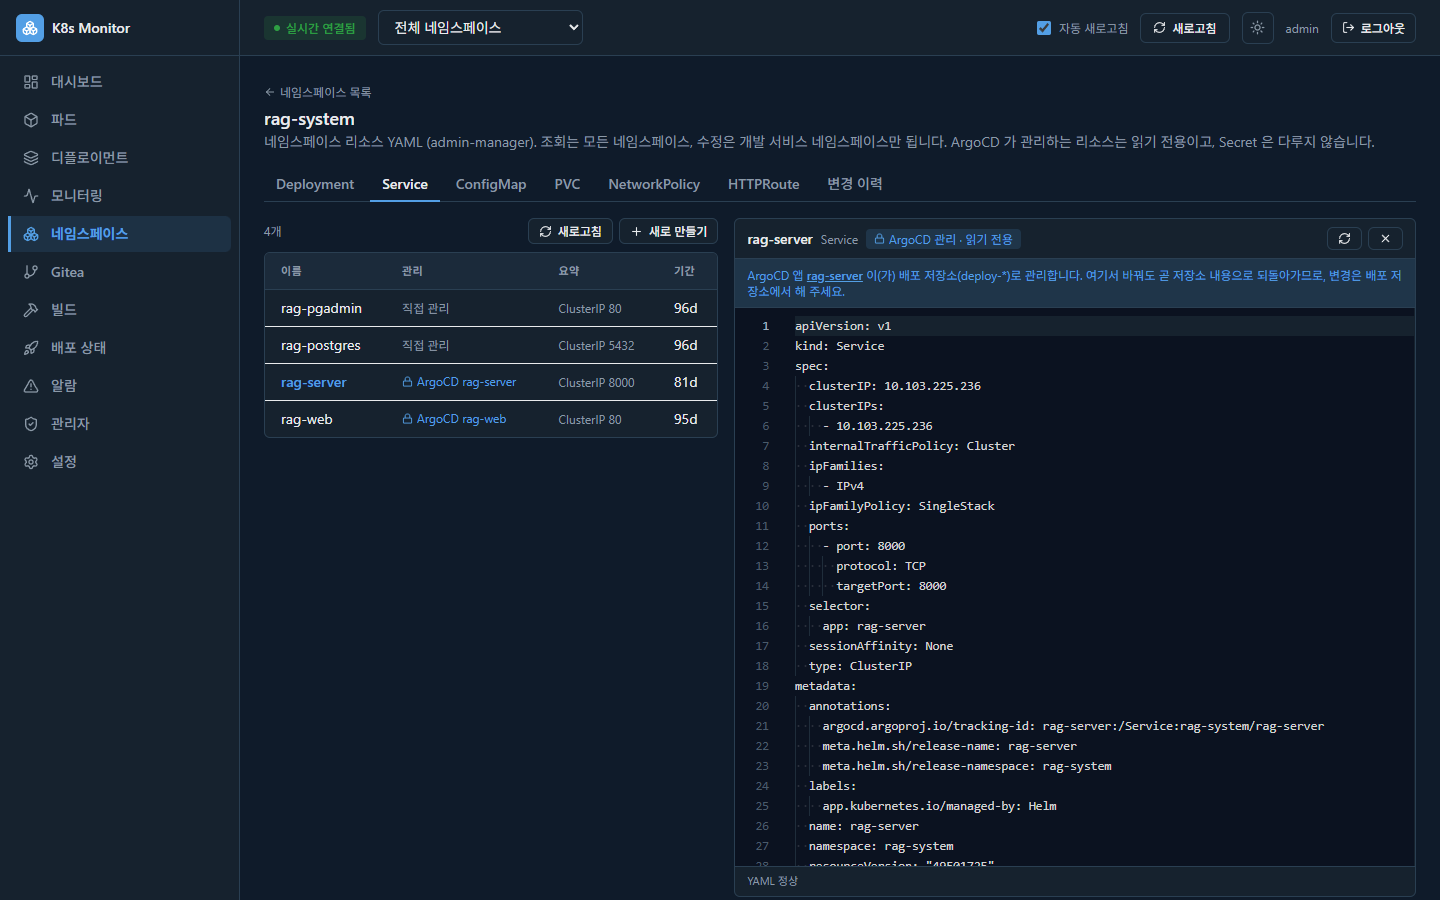 K8s Monitor
실시간 연결됨
전체 네임스페이스
자동 새로고침
새로고침
admin
로그아웃
대시보드
파드
디플로이먼트
모니터링
네임스페이스
Gitea
빌드
배포 상태
알람
관리자
설정
← 네임스페이스 목록
rag-system
네임스페이스 리소스 YAML (admin-manager). 조회는 모든 네임스페이스, 수정은 개발 서비스 네임스페이스만 됩니다. ArgoCD 가 관리하는 리소스는 읽기 전용이고, Secret 은 다루지 않습니다.
Deployment Service ConfigMap PVC NetworkPolicy HTTPRoute 변경 이력
4개 새로고침 + 새로 만들기
이름 관리 요약 기간
rag-pgadmin 직접 관리 ClusterIP 80 96d
rag-postgres 직접 관리 ClusterIP 5432 96d
rag-server ArgoCD rag-server ClusterIP 8000 81d
rag-web ArgoCD rag-web ClusterIP 80 95d
rag-server Service ArgoCD 관리 · 읽기 전용
ArgoCD 앱 rag-server 이(가) 배포 저장소(deploy-*)로 관리합니다. 여기서 바꿔도 곧 저장소 내용으로 되돌아가므로, 변경은 배포 저
장소에서 해 주세요.
1 apiVersion: v1
2 kind: Service
3 spec:
4 clusterIP: 10.103.225.236
5 clusterIPs:
6 - 10.103.225.236
7 internalTrafficPolicy: Cluster
8 ipFamilies:
9 - IPv4
10 ipFamilyPolicy: SingleStack
11 ports:
12 - port: 8000
13 protocol: TCP
14 targetPort: 8000
15 selector:
16 app: rag-server
17 sessionAffinity: None
18 type: ClusterIP
19 metadata:
20 annotations:
21 argocd.argoproj.io/tracking-id: rag-server:/Service:rag-system/rag-server
22 meta.helm.sh/release-name: rag-server
23 meta.helm.sh/release-namespace: rag-system
24 labels:
25 app.kubernetes.io/managed-by: Helm
26 name: rag-server
27 namespace: rag-system
28 resourceVersion: "49501725"
YAML 정상